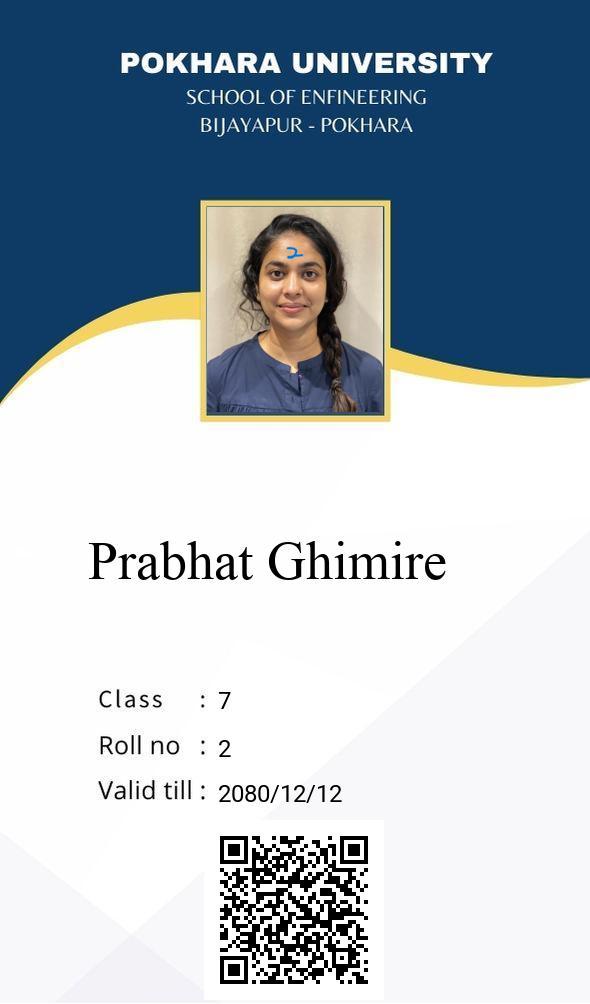 POKHARA UNIVERSITY
SCHOOL OF ENFINEERING
BIJAYAPUR - POKHARA
2
Prabhat Ghimire
Class : 7
Roll no : 2
Valid till : 2080/12/12